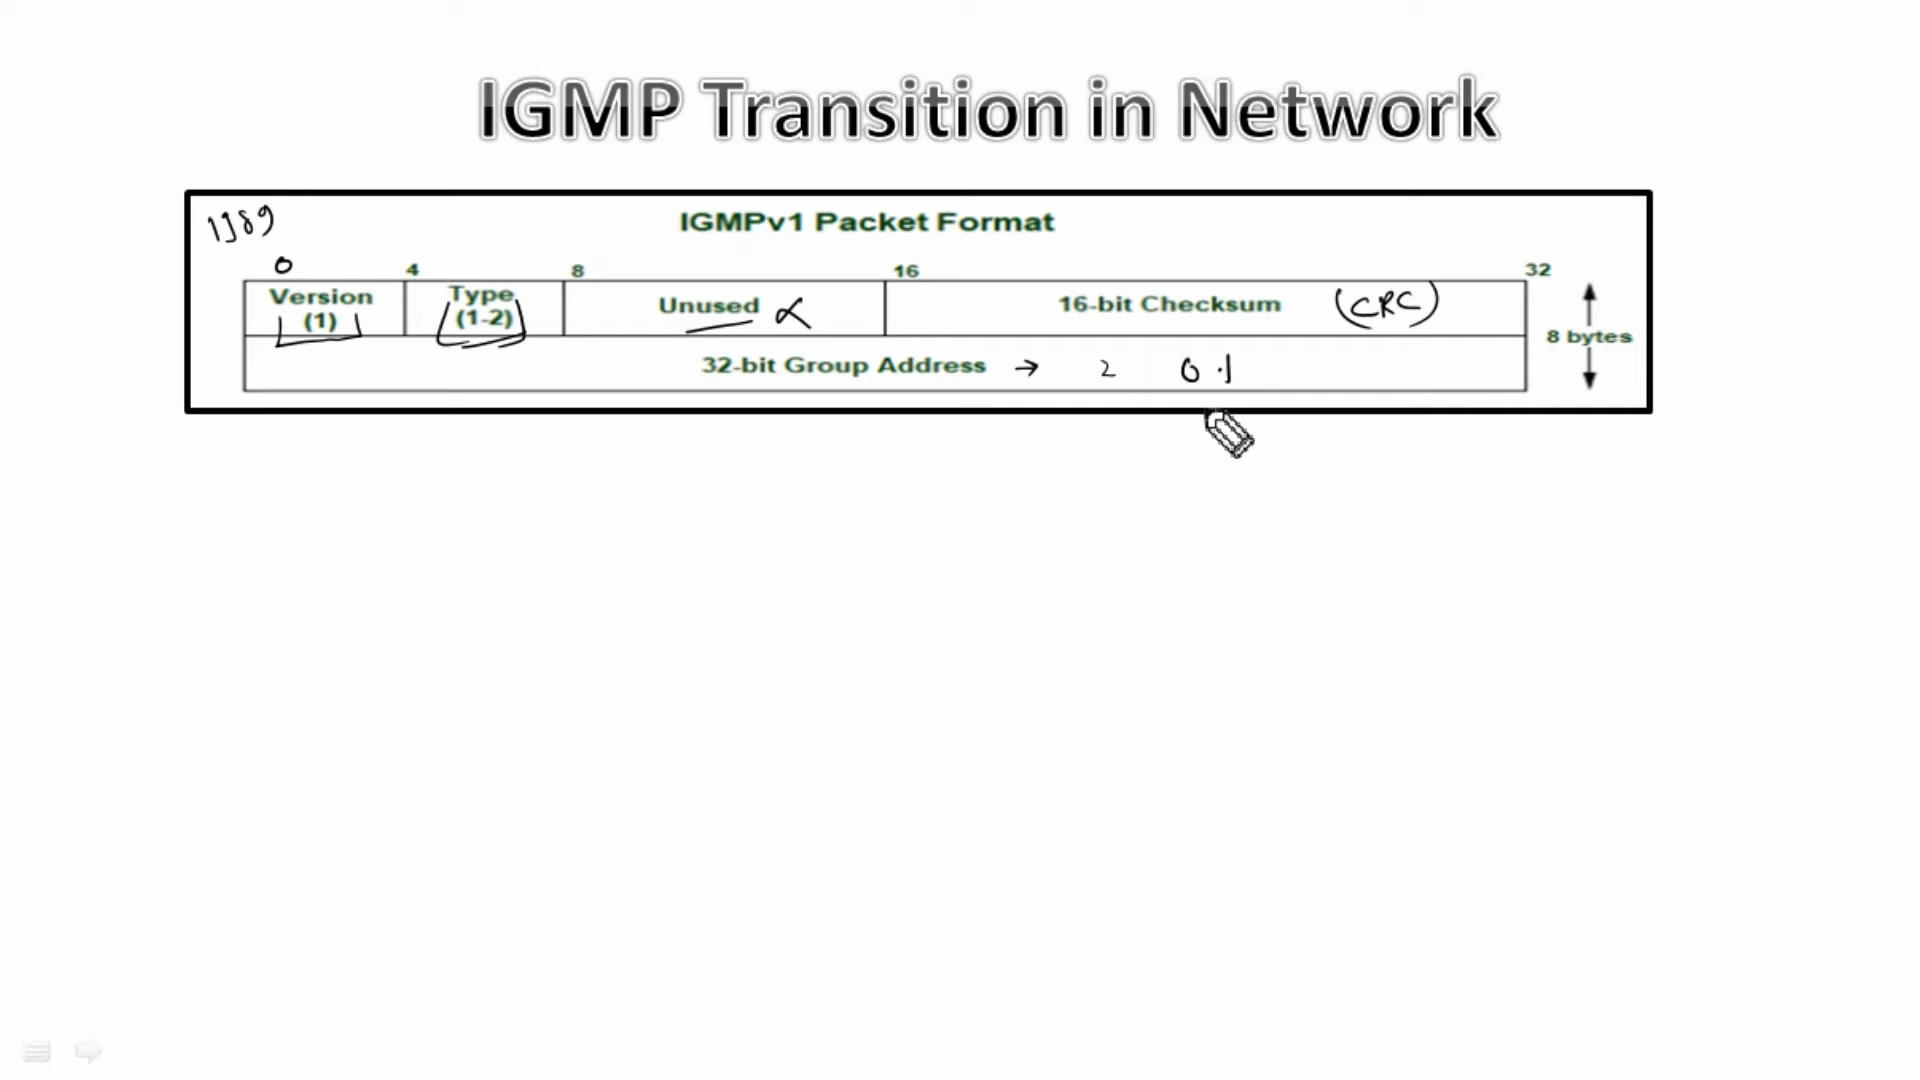 IGMP Transition in Network
1989
IGMPv1 Packet Format
0 4 8 16 32
Version (1)
Type (1-2)
Unused
16-bit Checksum (CRC)
8 bytes
32-bit Group Address → 2 0.1